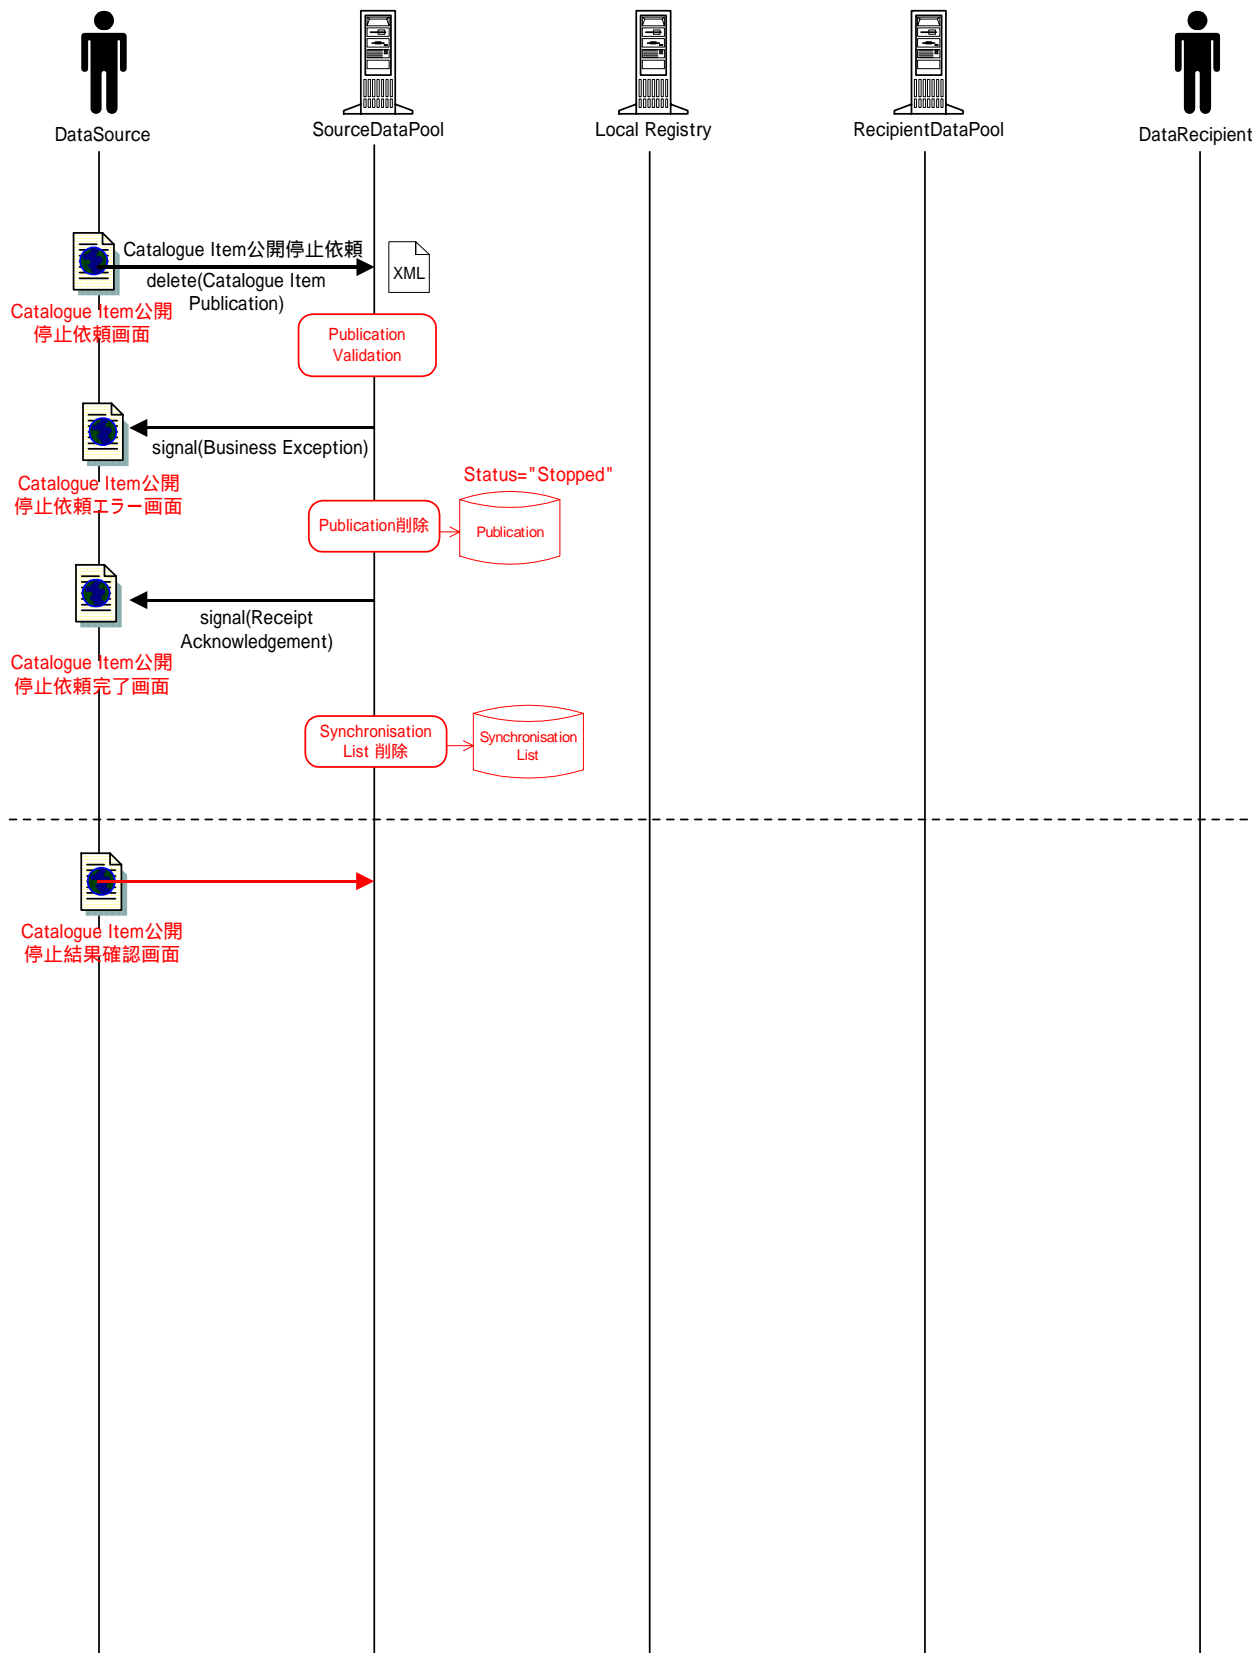 DataSource
SourceDataPool
Local Registry
RecipientDataPool
DataRecipient
Catalogue Item公開停止依頼
XML
delete(Catalogue Item
Publication)
Catalogue Item公開
停止依頼画面
Publication
Validation
signal(Business Exception)
Catalogue Item公開
停止依頼エラー画面
Status="Stopped"
Publication削除
Publication
signal(Receipt
Acknowledgement)
Catalogue Item公開
停止依頼完了画面
Synchronisation
List 削除
Synchronisation
List
Catalogue Item公開
停止結果確認画面